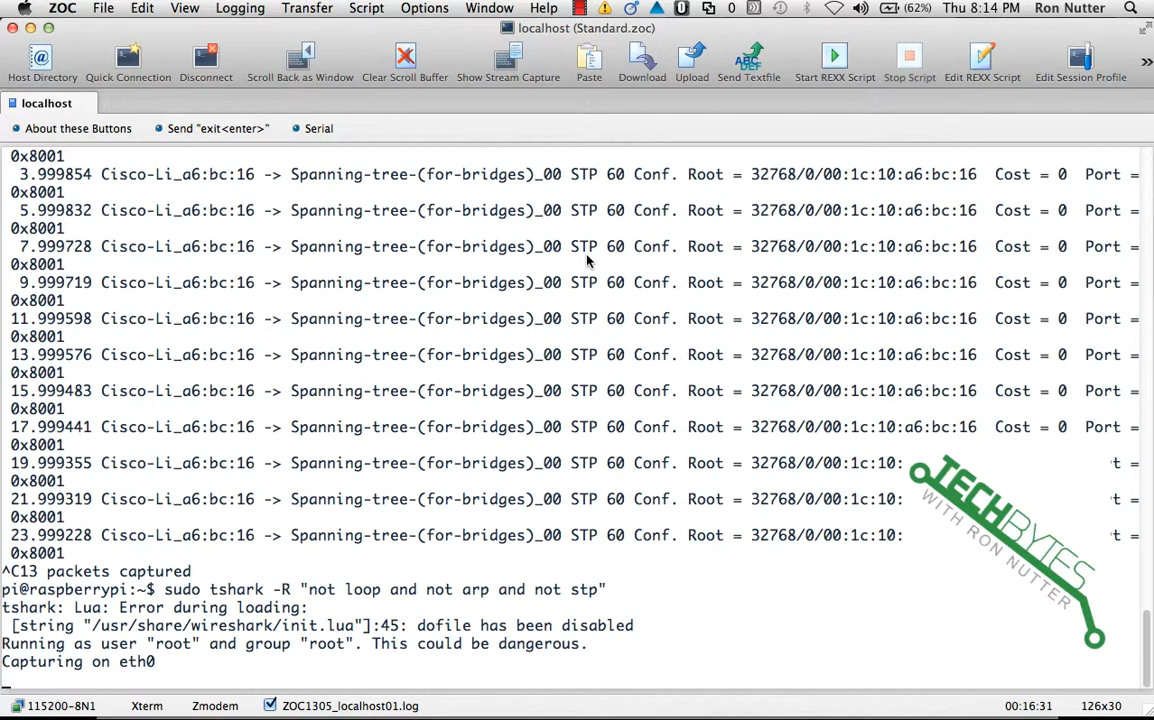 ZOC File Edit View Logging Transfer Script Options Window Help 0 (62%) Thu 8:14 PM Ron Nutter
localhost (Standard.zoc)
Host Directory Quick Connection Disconnect Scroll Back as Window Clear Scroll Buffer Show Stream Capture Paste Download Upload Send Textfile Start REXX Script Stop Script Edit REXX Script Edit Session Profile
localhost
About these Buttons Send "exit<enter>" Serial
0x8001
3.999854 Cisco-Li_a6:bc:16 -> Spanning-tree-(for-bridges)_00 STP 60 Conf. Root = 32768/0/00:1c:10:a6:bc:16 Cost = 0 Port =
0x8001
5.999832 Cisco-Li_a6:bc:16 -> Spanning-tree-(for-bridges)_00 STP 60 Conf. Root = 32768/0/00:1c:10:a6:bc:16 Cost = 0 Port =
0x8001
7.999728 Cisco-Li_a6:bc:16 -> Spanning-tree-(for-bridges)_00 STP 60 Conf. Root = 32768/0/00:1c:10:a6:bc:16 Cost = 0 Port =
0x8001
9.999719 Cisco-Li_a6:bc:16 -> Spanning-tree-(for-bridges)_00 STP 60 Conf. Root = 32768/0/00:1c:10:a6:bc:16 Cost = 0 Port =
0x8001
11.999598 Cisco-Li_a6:bc:16 -> Spanning-tree-(for-bridges)_00 STP 60 Conf. Root = 32768/0/00:1c:10:a6:bc:16 Cost = 0 Port =
0x8001
13.999576 Cisco-Li_a6:bc:16 -> Spanning-tree-(for-bridges)_00 STP 60 Conf. Root = 32768/0/00:1c:10:a6:bc:16 Cost = 0 Port =
0x8001
15.999483 Cisco-Li_a6:bc:16 -> Spanning-tree-(for-bridges)_00 STP 60 Conf. Root = 32768/0/00:1c:10:a6:bc:16 Cost = 0 Port =
0x8001
17.999441 Cisco-Li_a6:bc:16 -> Spanning-tree-(for-bridges)_00 STP 60 Conf. Root = 32768/0/00:1c:10:a6:bc:16 Cost = 0 Port =
0x8001
19.999355 Cisco-Li_a6:bc:16 -> Spanning-tree-(for-bridges)_00 STP 60 Conf. Root = 32768/0/00:1c:10: t =
0x8001
21.999319 Cisco-Li_a6:bc:16 -> Spanning-tree-(for-bridges)_00 STP 60 Conf. Root = 32768/0/00:1c:10: t =
0x8001
23.999228 Cisco-Li_a6:bc:16 -> Spanning-tree-(for-bridges)_00 STP 60 Conf. Root = 32768/0/00:1c:10: t =
0x8001
^C13 packets captured
pi@raspberrypi:~$ sudo tshark -R "not loop and not arp and not stp"
tshark: Lua: Error during loading:
[string "/usr/share/wireshark/init.lua"]:45: dofile has been disabled
Running as user "root" and group "root". This could be dangerous.
Capturing on eth0
TECHBYTES
WITH RON NUTTER
115200-8N1 Xterm Zmodem ZOC1305_localhost01.log 00:16:31 126x30